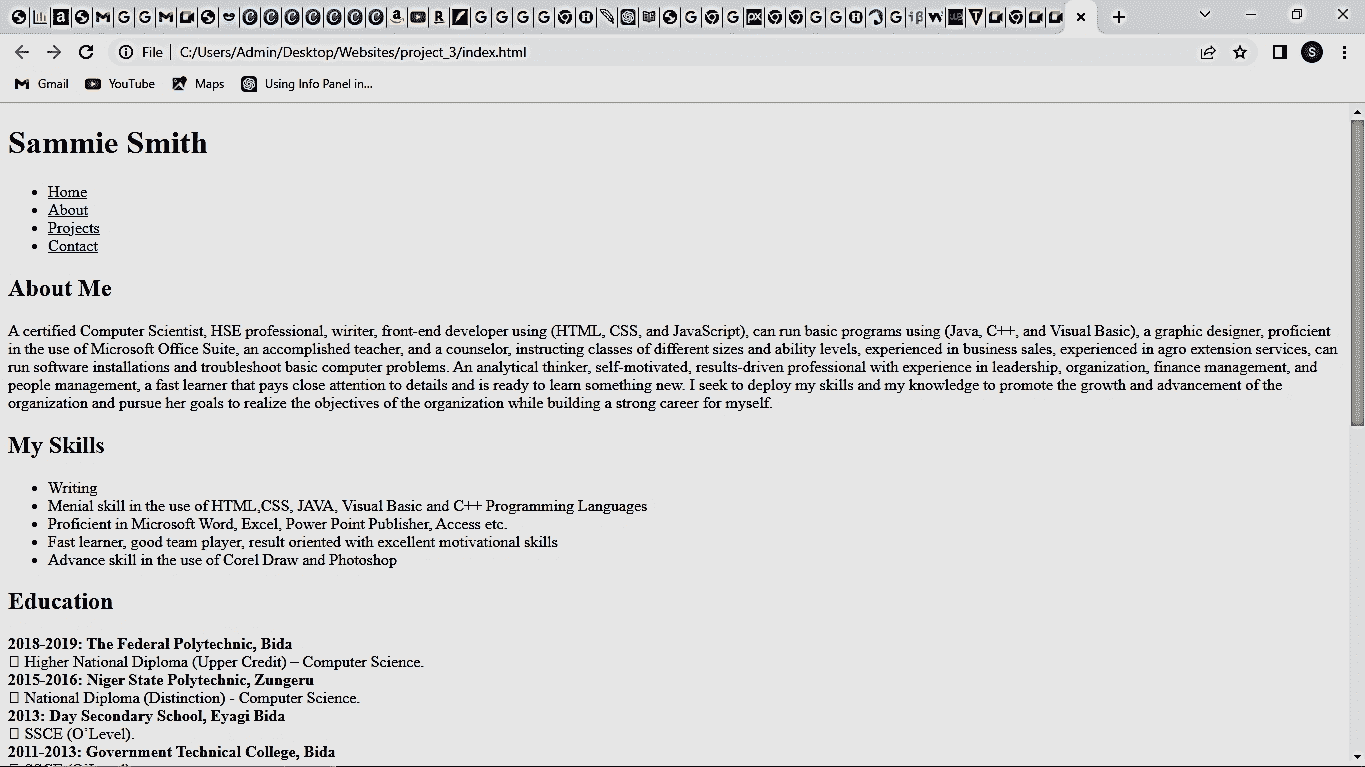 File C:/Users/Admin/Desktop/Websites/project_3/index.html
Gmail YouTube Maps Using Info Panel in...
Sammie Smith
Home
About
Projects
Contact
About Me
A certified Computer Scientist, HSE professional, wiriter, front-end developer using (HTML, CSS, and JavaScript), can run basic programs using (Java, C++, and Visual Basic), a graphic designer, proficient
in the use of Microsoft Office Suite, an accomplished teacher, and a counselor, instructing classes of different sizes and ability levels, experienced in business sales, experienced in agro extension services, can
run software installations and troubleshoot basic computer problems. An analytical thinker, self-motivated, results-driven professional with experience in leadership, organization, finance management, and
people management, a fast learner that pays close attention to details and is ready to learn something new. I seek to deploy my skills and my knowledge to promote the growth and advancement of the
organization and pursue her goals to realize the objectives of the organization while building a strong career for myself.
My Skills
Writing
Menial skill in the use of HTML,CSS, JAVA, Visual Basic and C++ Programming Languages
Proficient in Microsoft Word, Excel, Power Point Publisher, Access etc.
Fast learner, good team player, result oriented with excellent motivational skills
Advance skill in the use of Corel Draw and Photoshop
Education
2018-2019: The Federal Polytechnic, Bida
Higher National Diploma (Upper Credit) – Computer Science.
2015-2016: Niger State Polytechnic, Zungeru
National Diploma (Distinction) - Computer Science.
2013: Day Secondary School, Eyagi Bida
SSCE (O'Level).
2011-2013: Government Technical College, Bida